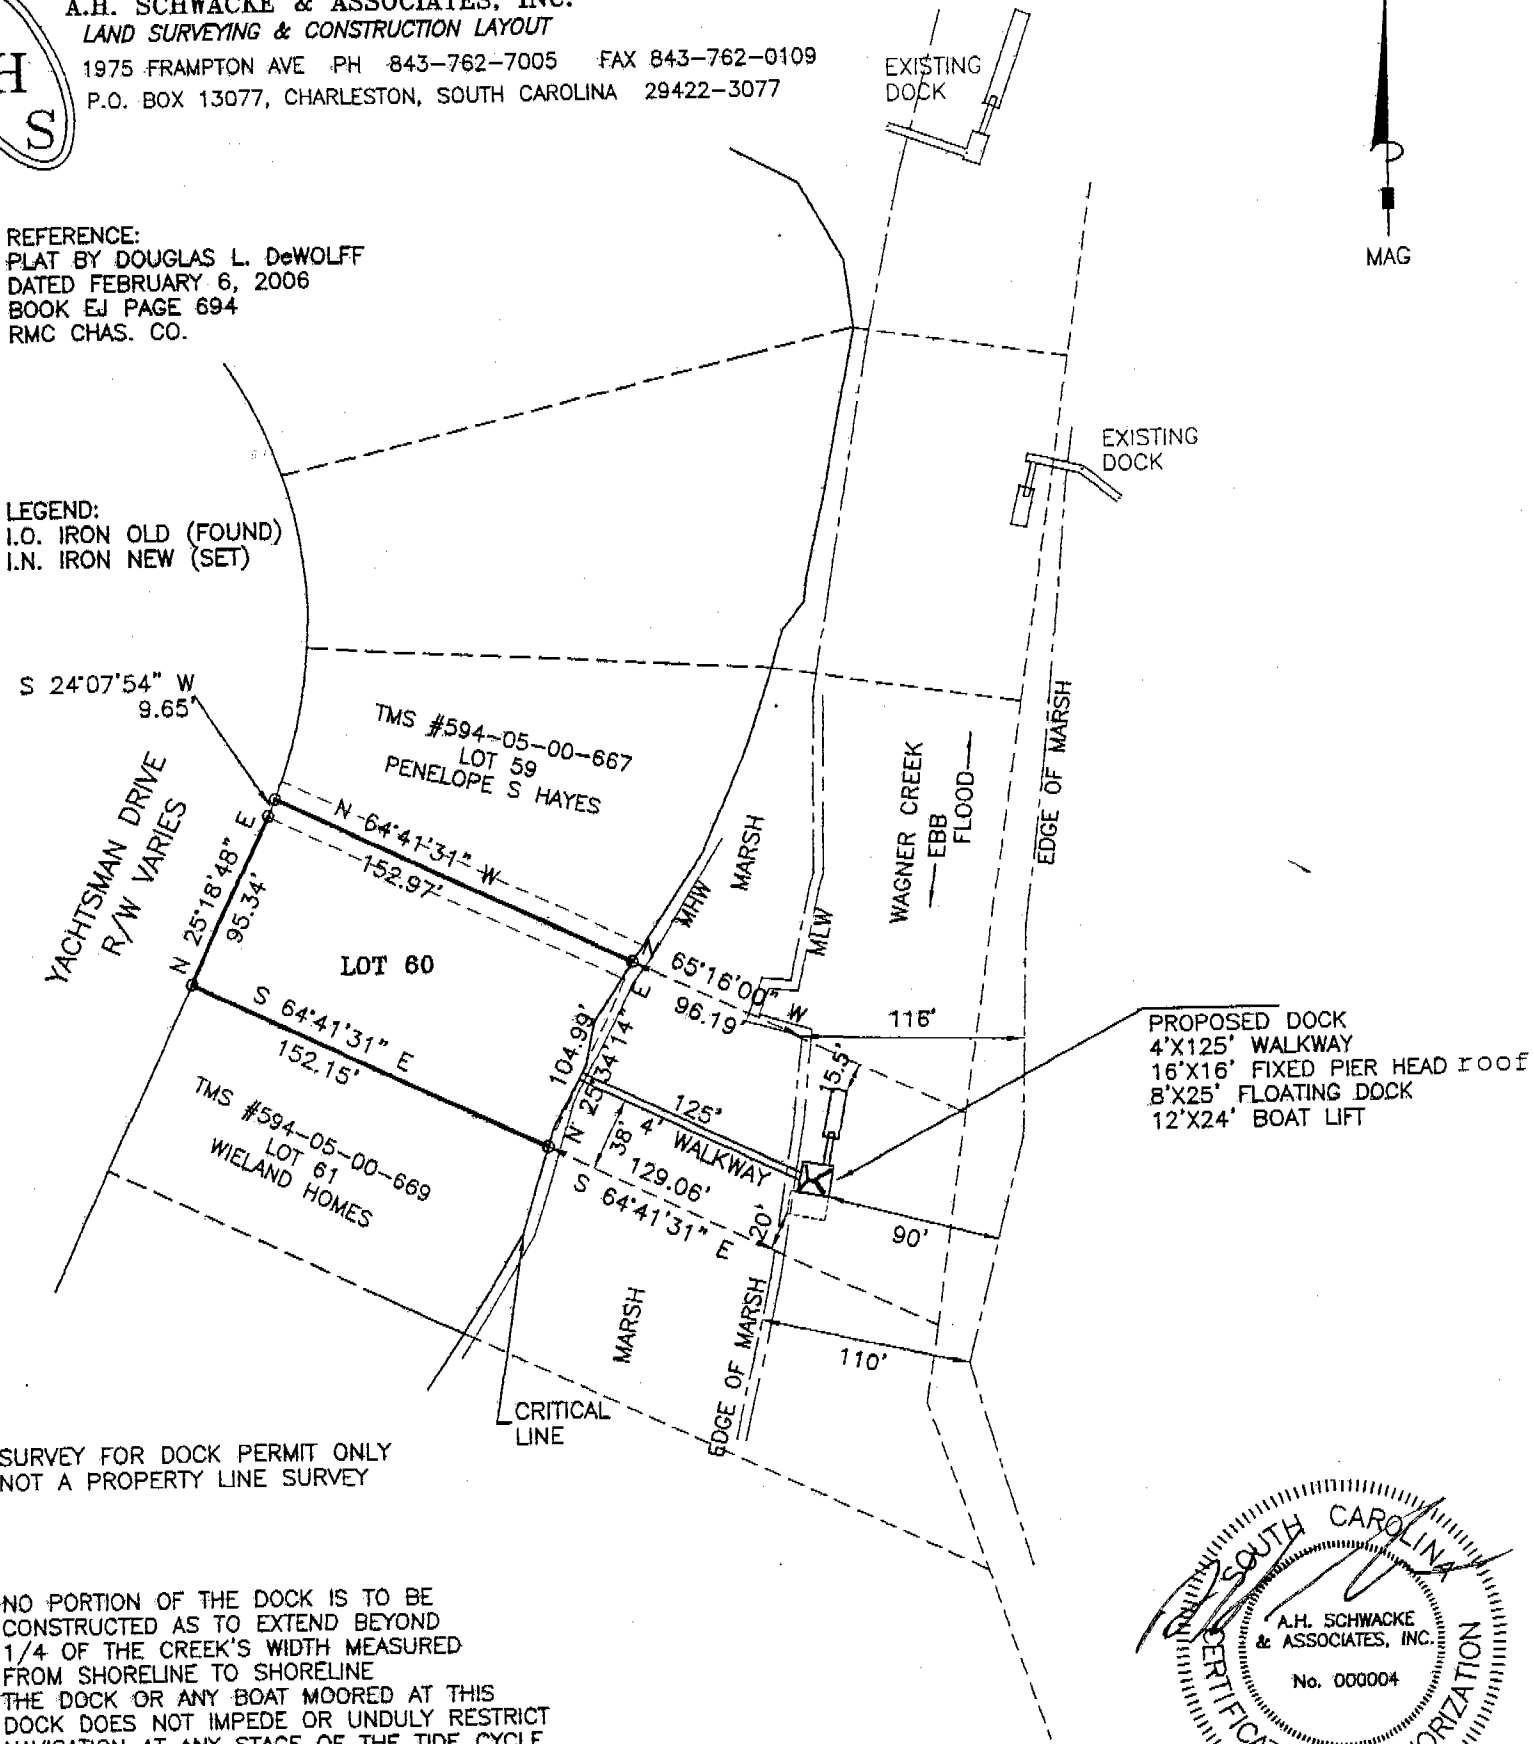 A.H. SCHWACKE & ASSOCIATES, INC.
LAND SURVEYING & CONSTRUCTION LAYOUT
1975 FRAMPTON AVE PH 843-762-7005 FAX 843-762-0109
P.O. BOX 13077, CHARLESTON, SOUTH CAROLINA 29422-3077
H
S
EXISTING
DOCK
MAG
REFERENCE:
PLAT BY DOUGLAS L. DeWOLFF
DATED FEBRUARY 6, 2006
BOOK EJ PAGE 694
RMC CHAS. CO.
EXISTING
DOCK
LEGEND:
I.O. IRON OLD (FOUND)
I.N. IRON NEW (SET)
S 24°07'54" W
9.65'
TMS #594-05-00-667
LOT 59
PENELOPE S HAYES
YACHTSMAN DRIVE
R/W VARIES
N 25°18'48" E
95.34'
N 64°41'31" W
152.97'
LOT 60
S 64°41'31" E
152.15'
TMS #594-05-00-669
LOT 61
WIELAND HOMES
MHW
MARSH
MLW
WAGNER CREEK
EBB
FLOOD
EDGE OF MARSH
N 65°16'00" W
96.19'
116'
104.99'
N 25°34'14" E
125'
4' WALKWAY
38'
129.06'
S 64°41'31" E
15.5'
20'
90'
110'
PROPOSED DOCK
4'X125' WALKWAY
16'X16' FIXED PIER HEAD roof
8'X25' FLOATING DOCK
12'X24' BOAT LIFT
MARSH
EDGE OF MARSH
CRITICAL
LINE
SURVEY FOR DOCK PERMIT ONLY
NOT A PROPERTY LINE SURVEY
NO PORTION OF THE DOCK IS TO BE
CONSTRUCTED AS TO EXTEND BEYOND
1/4 OF THE CREEK'S WIDTH MEASURED
FROM SHORELINE TO SHORELINE
THE DOCK OR ANY BOAT MOORED AT THIS
DOCK DOES NOT IMPEDE OR UNDULY RESTRICT
NAVIGATION AT ANY STAGE OF THE TIDE CYCLE
SOUTH CAROLINA
A.H. SCHWACKE
& ASSOCIATES, INC.
No. 000004